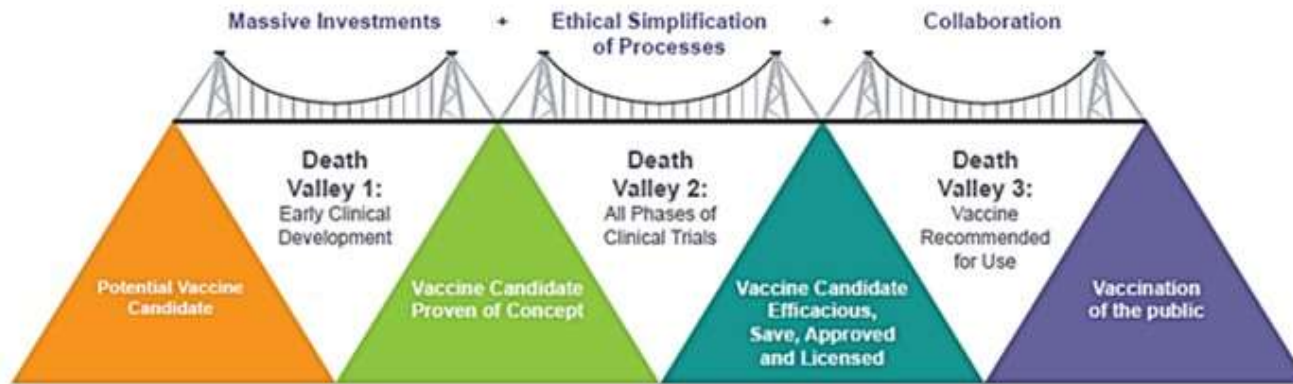 Massive Investments + Ethical Simplification of Processes + Collaboration
Death
Valley 1:
Early Clinical
Development
Death
Valley 2:
All Phases of
Clinical Trials
Death
Valley 3:
Vaccine
Recommended
for Use
Potential Vaccine
Candidate
Vaccine Candidate
Proven of Concept
Vaccine Candidate
Efficacious,
Save, Approved
and Licensed
Vaccination
of the public